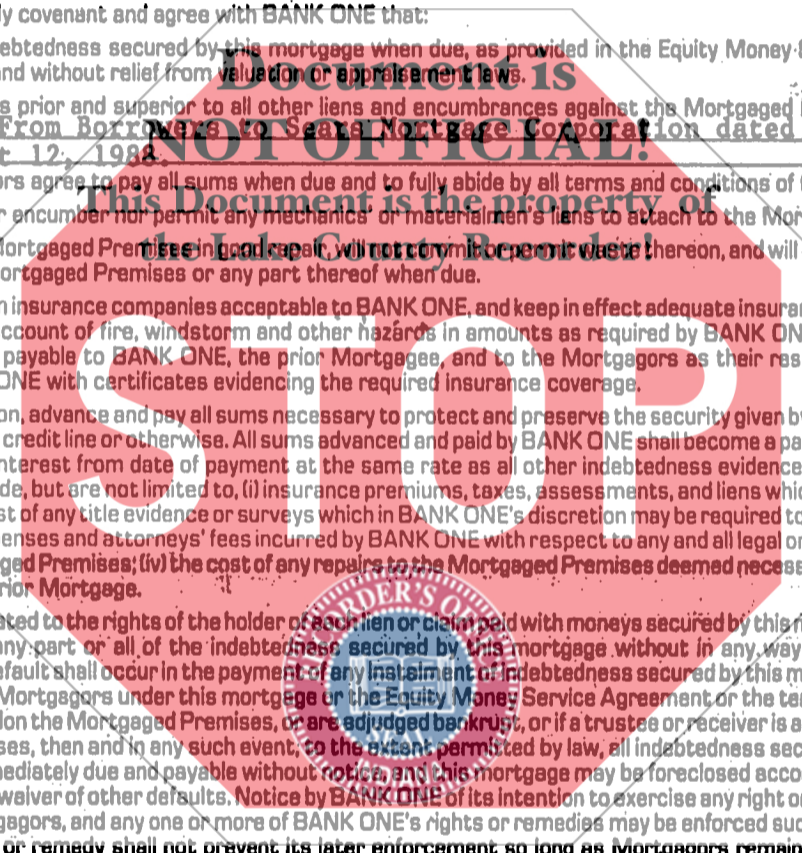 ly covenant and agree with BANK ONE that:
ebtedness secured by this mortgage when due, as provided in the Equity Money
nd without relief from valuation or appraisement laws.
Document is
s prior and superior to all other liens and encumbrances against the Mortgaged
From Borrowers to Sears Mortgage Corporation dated
t 12, 198
NOT OFFICIAL!
rs agree to pay all sums when due and to fully abide by all terms and conditions of
This Document is the property of
r encumber nor permit any mechanics' or materialmen's liens to attach to the Mor
the Lake County Recorder!
Mortgaged Premises in good repair, will not commit or permit waste thereon, and will
ortgaged Premises or any part thereof when due.
n insurance companies acceptable to BANK ONE, and keep in effect adequate insuran
ccount of fire, windstorm and other hazards in amounts as required by BANK ON
payable to BANK ONE, the prior Mortgagee and to the Mortgagors as their res
ONE with certificates evidencing the required insurance coverage.
STOP
on, advance and pay all sums necessary to protect and preserve the security given by
credit line or otherwise. All sums advanced and paid by BANK ONE shall become a pa
nterest from date of payment at the same rate as all other indebtedness evidence
de, but are not limited to, (i) insurance premiums, taxes, assessments, and liens whic
st of any title evidence or surveys which in BANK ONE's discretion may be required to
enses and attorneys' fees incurred by BANK ONE with respect to any and all legal or
ged Premises; (iv) the cost of any repairs to the Mortgaged Premises deemed necess
rior Mortgage.
ated to the rights of the holder of each lien or claim paid with moneys secured by this
any part or all of the indebtedness secured by this mortgage without in any way
efault shall occur in the payment of any instalment of indebtedness secured by this m
Mortgagors under this mortgage or the Equity Money Service Agreement or the te
on the Mortgaged Premises, or are adjudged bankrupt, or if a trustee or receiver is a
ses, then and in any such event, to the extent permitted by law, all indebtedness sec
ediately due and payable without notice, and this mortgage may be foreclosed acco
waiver of other defaults. Notice by BANK ONE of its intention to exercise any right or
gagors, and any one or more of BANK ONE's rights or remedies may be enforced suc
or remedy shall not prevent its later enforcement so long as Mortgagors remain
SEAL
INDIANA